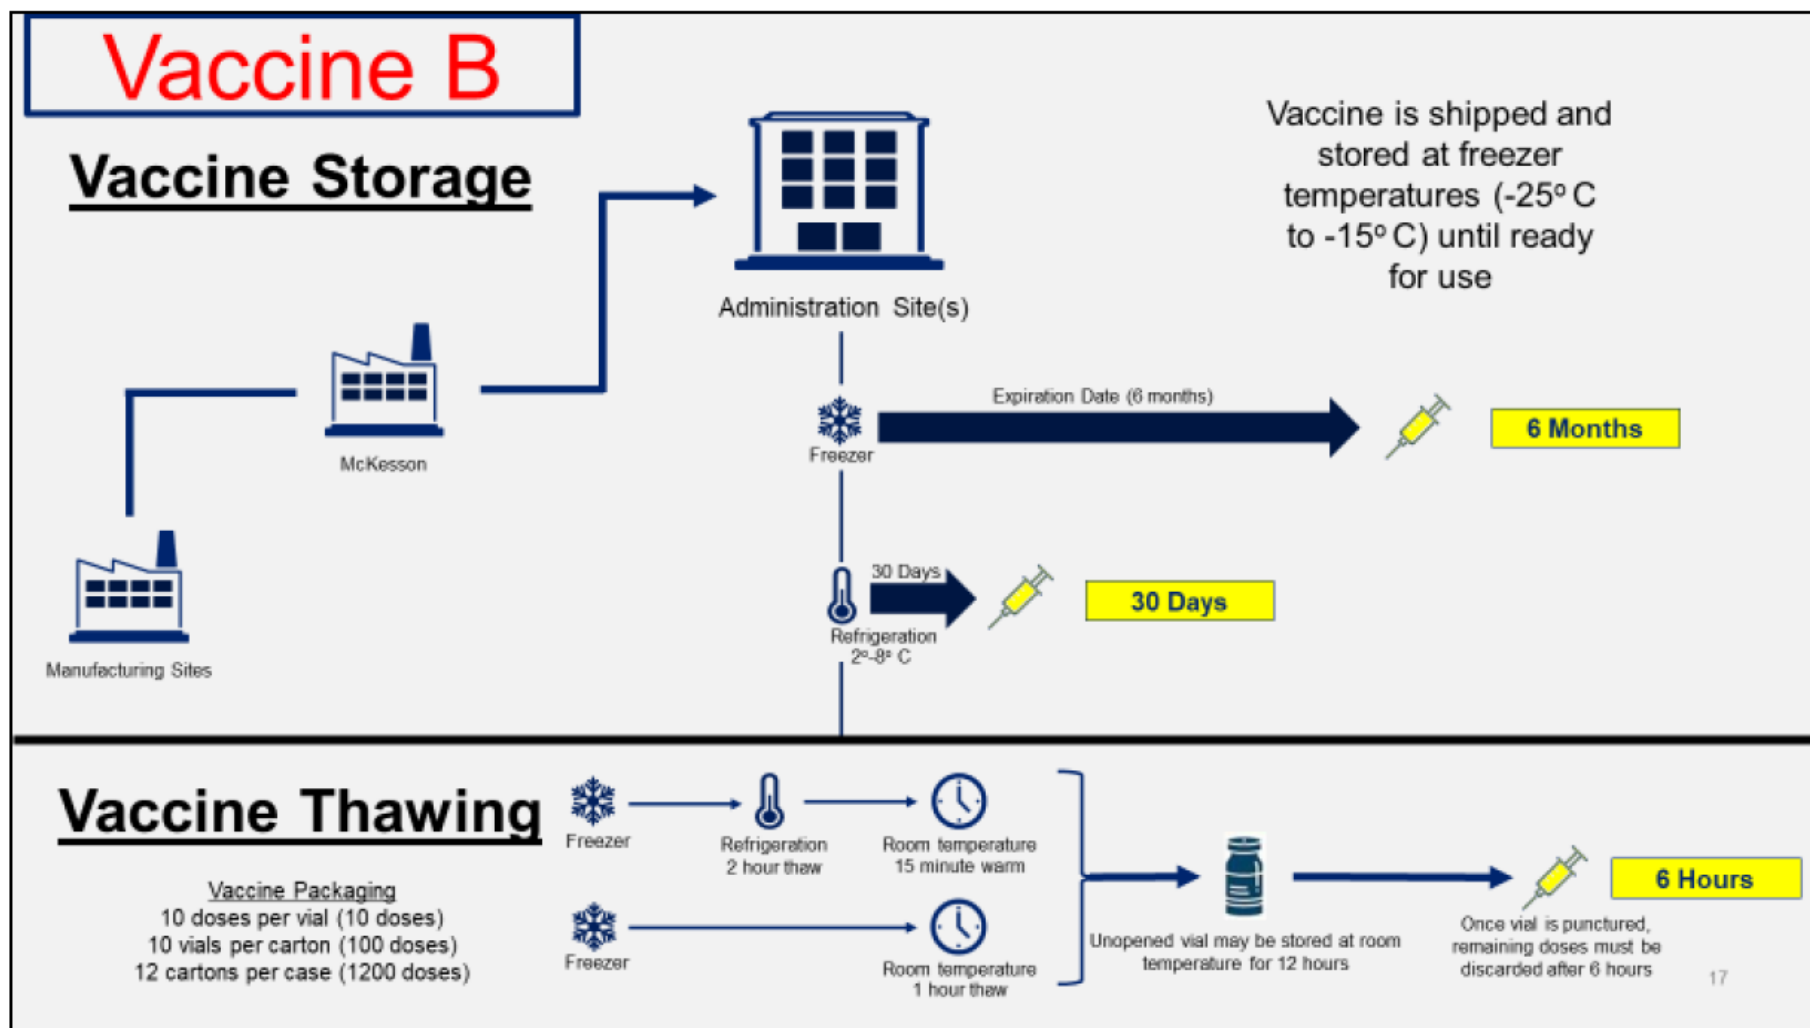 Vaccine B
Vaccine Storage
Vaccine is shipped and
stored at freezer
temperatures (-25º C
to -15º C) until ready
for use
Administration Site(s)
McKesson
Manufacturing Sites
Expiration Date (6 months)
Freezer
6 Months
30 Days
Refrigeration
2º-8º C
30 Days
Vaccine Thawing
Vaccine Packaging
10 doses per vial (10 doses)
10 vials per carton (100 doses)
12 cartons per case (1200 doses)
Freezer
Refrigeration
2 hour thaw
Room temperature
15 minute warm
Freezer
Room temperature
1 hour thaw
Unopened vial may be stored at room
temperature for 12 hours
6 Hours
Once vial is punctured,
remaining doses must be
discarded after 6 hours
17